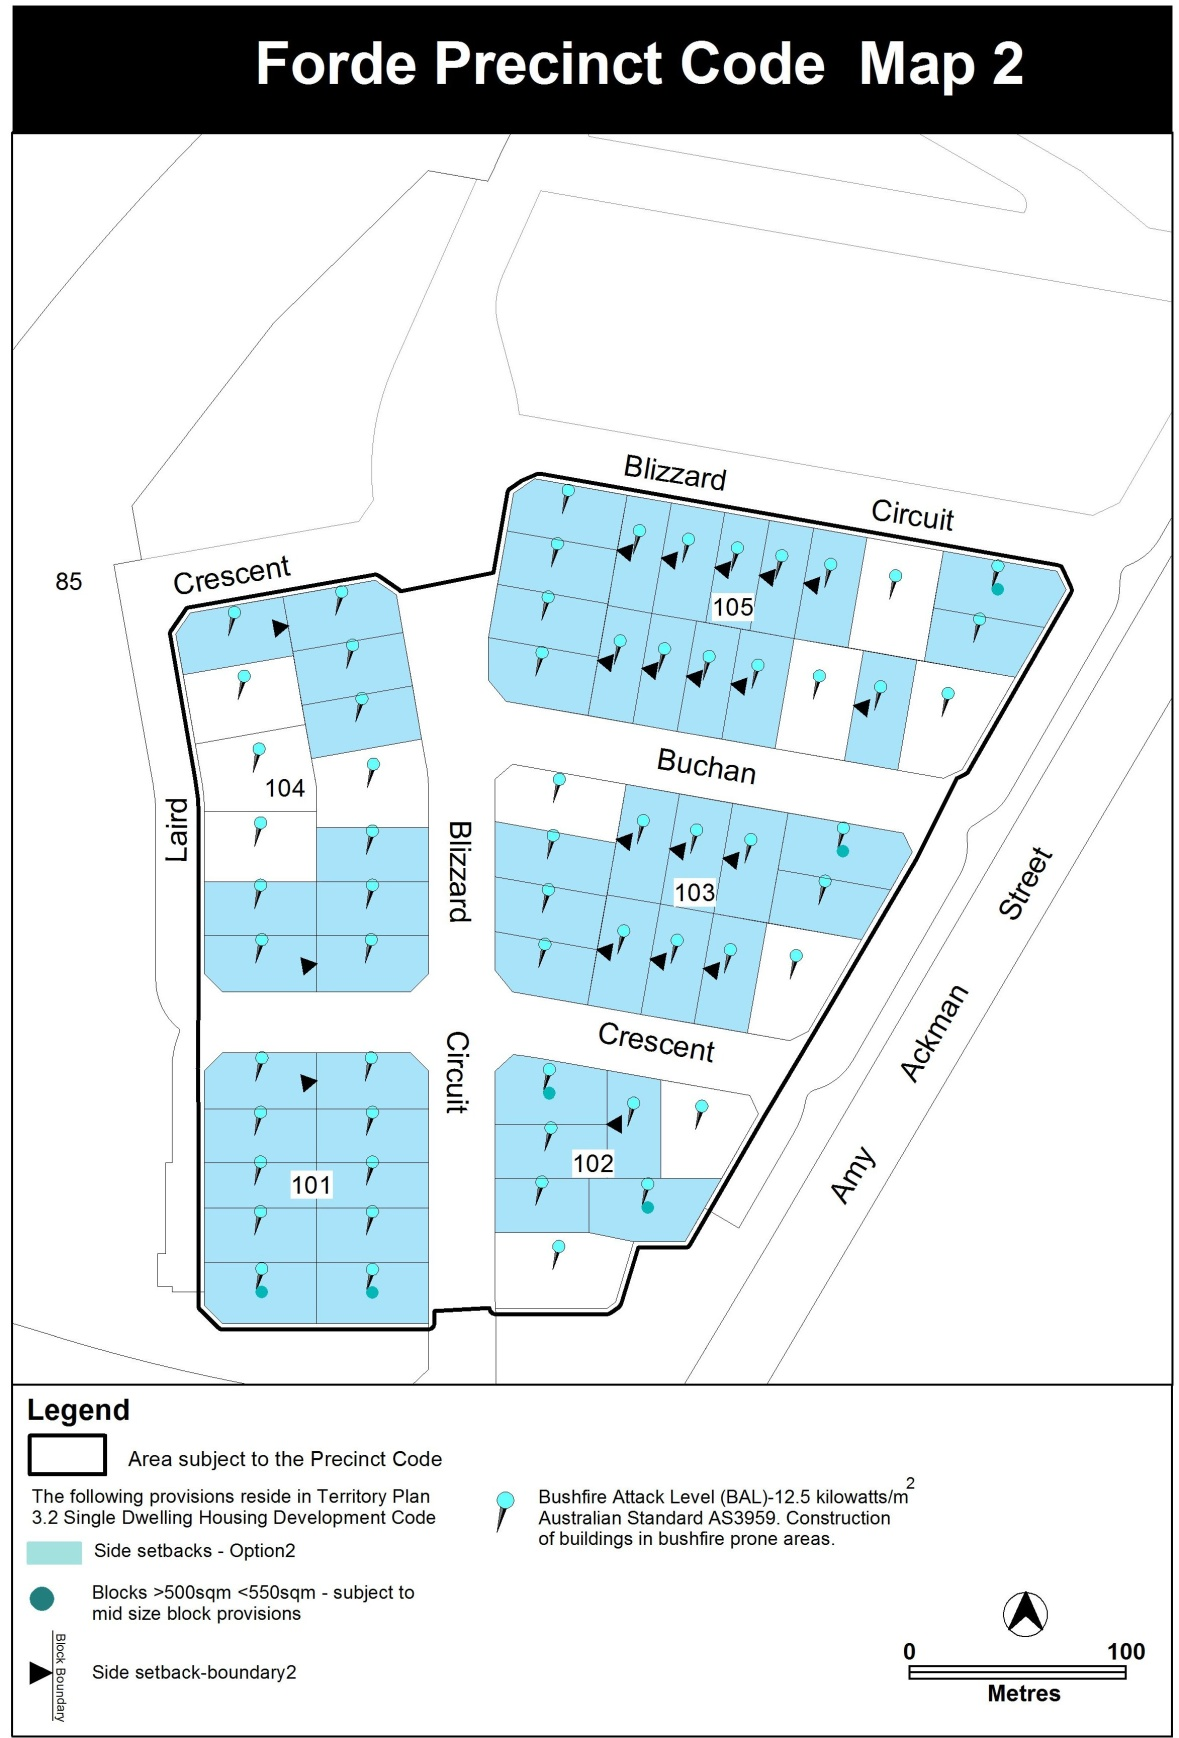 Forde Precinct Code Map 2
Blizzard
Circuit
Crescent
85
105
Buchan
104
Laird
Blizzard
103
Street
Crescent
Circuit
Ackman
102
101
Amy
Legend
Area subject to the Precinct Code
The following provisions reside in Territory Plan
3.2 Single Dwelling Housing Development Code
Side setbacks - Option2
Blocks >500sqm <550sqm - subject to
mid size block provisions
Block Boundary
Side setback-boundary2
Bushfire Attack Level (BAL)-12.5 kilowatts/m²
Australian Standard AS3959. Construction
of buildings in bushfire prone areas.
0 100
Metres